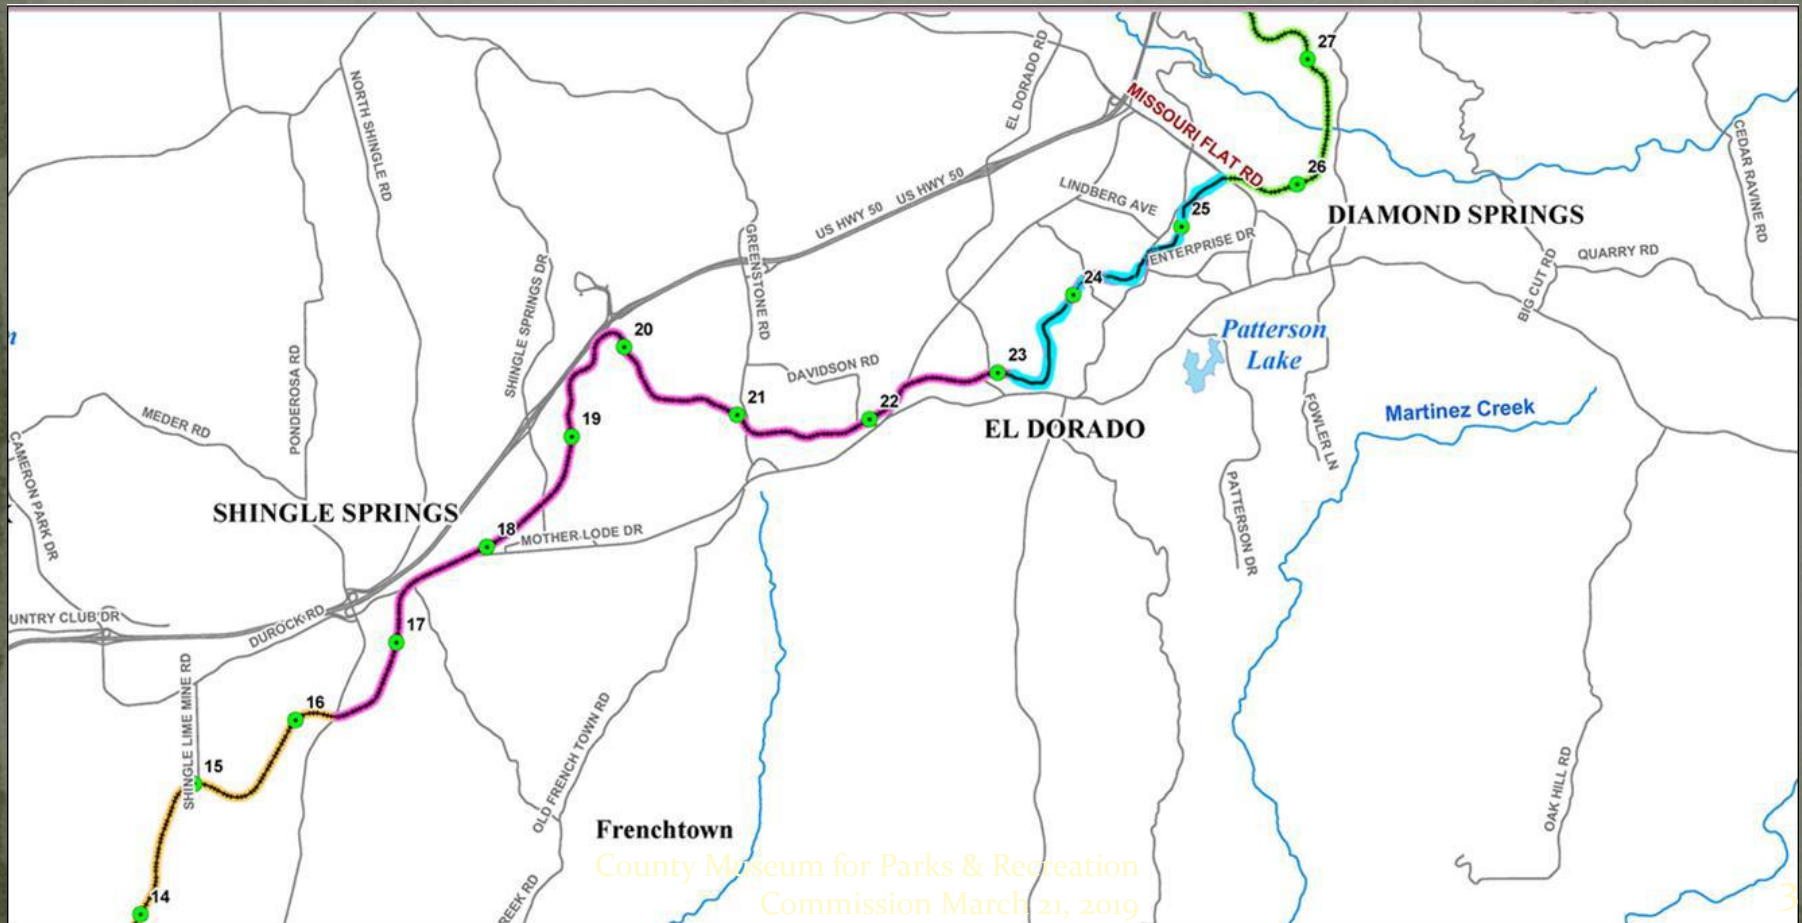 27
EL DORADO RD
NORTH SHINGLE RD
MISSOURI FLAT RD
CEDAR RAVINE RD
26
US HWY 50
US HWY 50
LINDBERG AVE
25
DIAMOND SPRINGS
GREENSTONE RD
ENTERPRISE DR
QUARRY RD
SHINGLE SPRINGS DR
24
BIG CUT RD
20
Patterson
Lake
PONDEROSA RD
23
DAVIDSON RD
21
22
MEDER RD
19
EL DORADO
FOWLER LN
Martinez Creek
CAMERON PARK DR
SHINGLE SPRINGS
18
MOTHER LODE DR
PATTERSON DR
UNTRY CLUB DR
DUROCK RD
17
SHINGLE LIME MINE RD
16
15
OLD FRENCH TOWN RD
OAK HILL RD
Frenchtown
14
REEK RD
County Museum for Parks & Recreation
Commission March 21, 2019
3